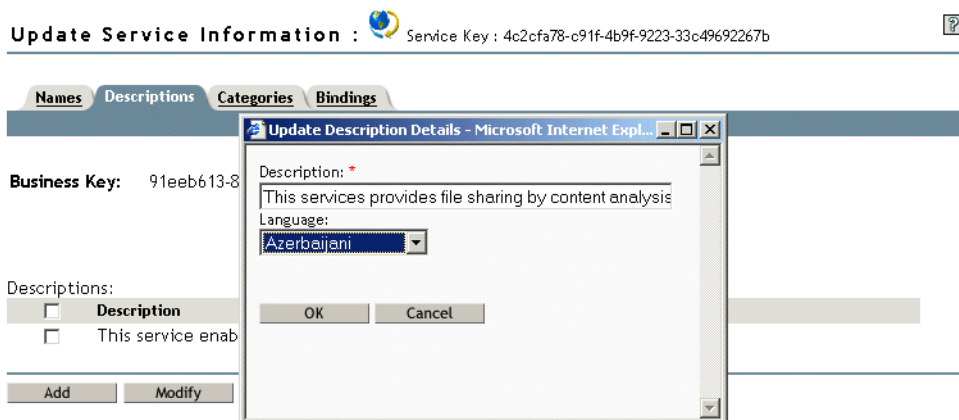 Update Service Information : Service Key : 4c2cfa78-c91f-4b9f-9223-33c49692267b
?
Names Descriptions Categories Bindings
Update Description Details - Microsoft Internet Expl...
Business Key: 91eeb613-8
Description: *
This services provides file sharing by content analysis
Language:
Azerbaijani
OK Cancel
Descriptions:
Description
This service enab
Add Modify